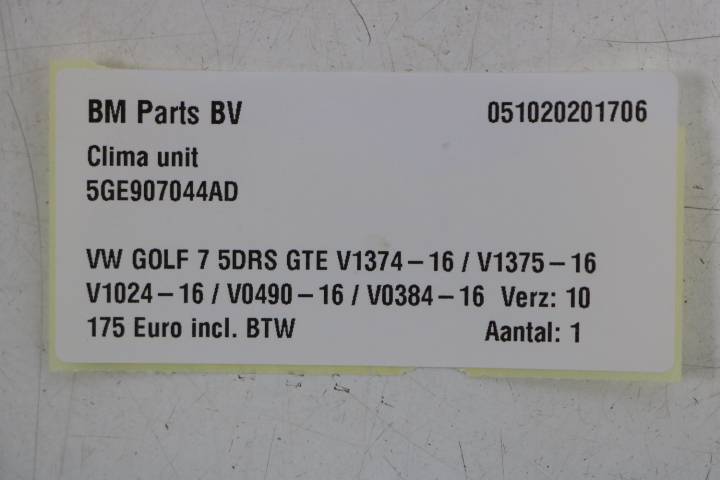 BM Parts BV 051020201706
Clima unit
5GE907044AD
VW GOLF 7 5DRS GTE V1374-16 / V1375-16
V1024-16 / V0490-16 / V0384-16 Verz: 10
175 Euro incl. BTW Aantal: 1